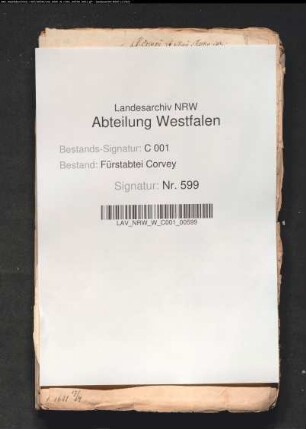 Landesarchiv NRW
Abteilung Westfalen
Bestands-Signatur: C 001
Bestand: Fürstabtei Corvey
Signatur: Nr. 599
LAV_NRW_W_C001_00599